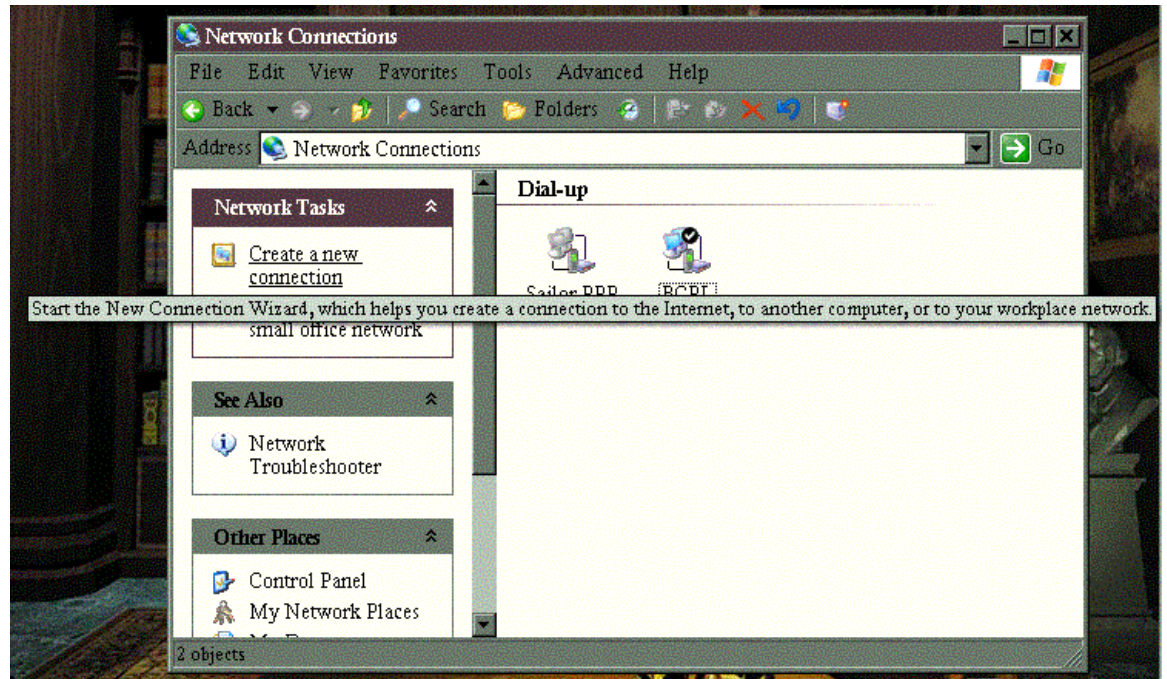 Network Connections
File Edit View Favorites Tools Advanced Help
Back Search Folders
Address Network Connections Go
Network Tasks
Create a new
connection
Dial-up
Start the New Connection Wizard, which helps you create a connection to the Internet, to another computer, or to your workplace network.
small office network
See Also
Network
Troubleshooter
Other Places
Control Panel
My Network Places
2 objects